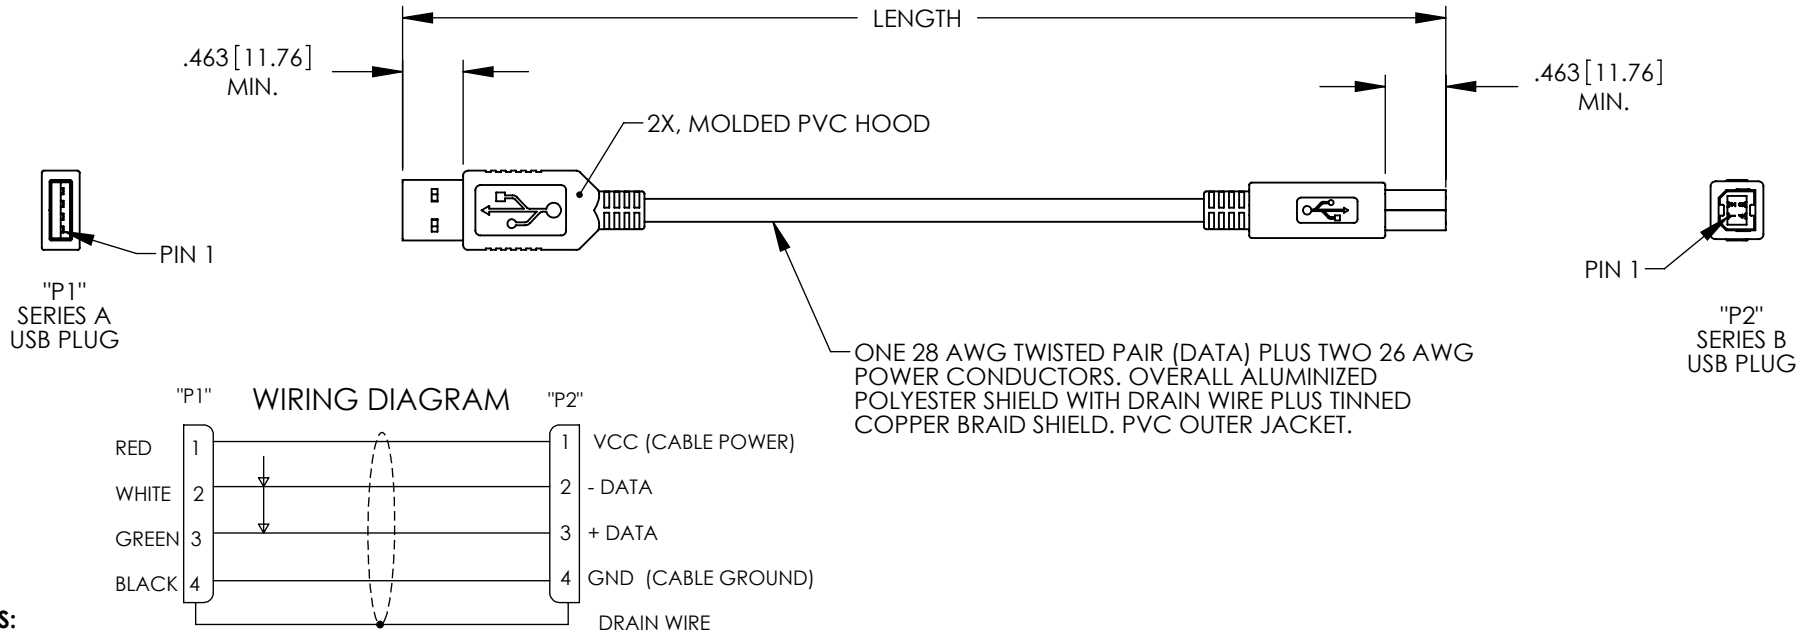 LENGTH
.463[11.76]
MIN.
.463[11.76]
MIN.
2X, MOLDED PVC HOOD
PIN 1
"P1"
SERIES A
USB PLUG
PIN 1
"P2"
SERIES B
USB PLUG
ONE 28 AWG TWISTED PAIR (DATA) PLUS TWO 26 AWG
POWER CONDUCTORS. OVERALL ALUMINIZED
POLYESTER SHIELD WITH DRAIN WIRE PLUS TINNED
COPPER BRAID SHIELD. PVC OUTER JACKET.
"P1" WIRING DIAGRAM "P2"
RED 1 1 VCC (CABLE POWER)
WHITE 2 2 - DATA
GREEN 3 3 + DATA
BLACK 4 4 GND (CABLE GROUND)
DRAIN WIRE
S: